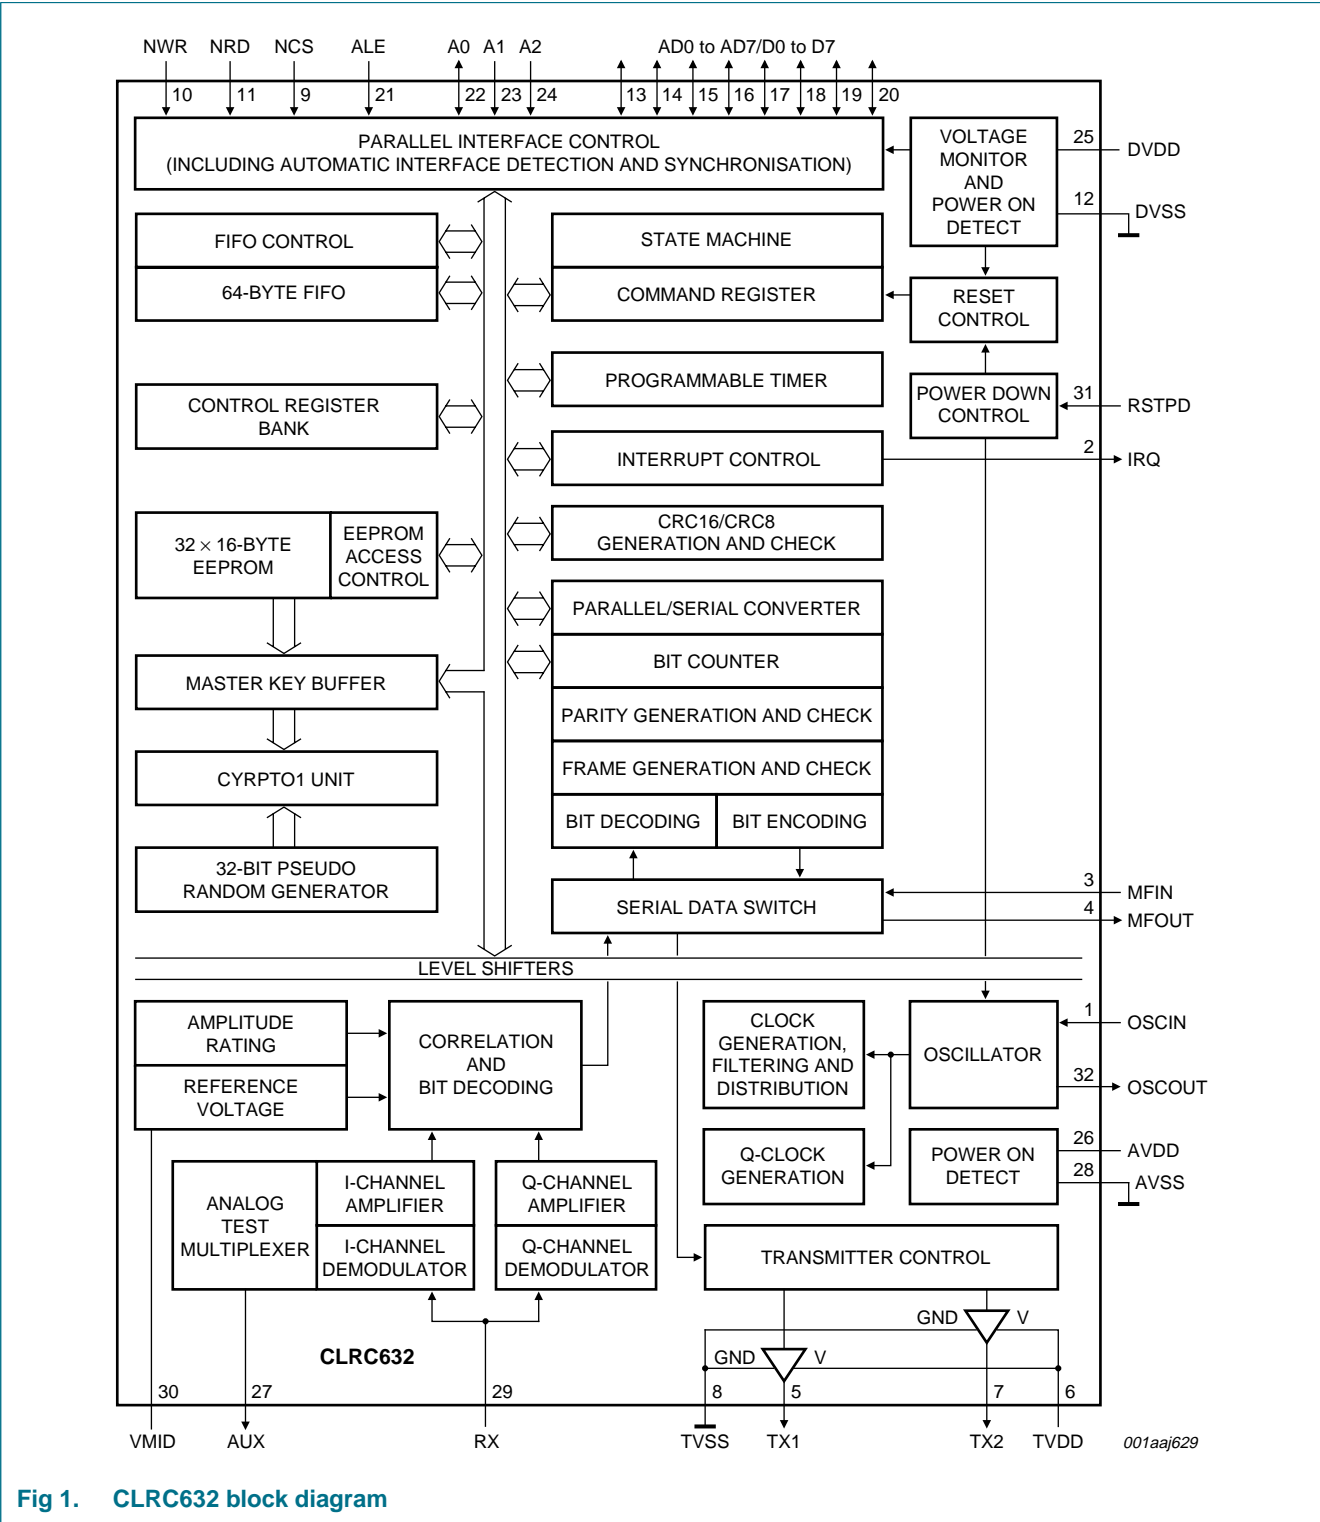 NWR NRD NCS ALE A0 A1 A2 AD0 to AD7/D0 to D7
10 11 9 21 22 23 24 13 14 15 16 17 18 19 20
PARALLEL INTERFACE CONTROL
(INCLUDING AUTOMATIC INTERFACE DETECTION AND SYNCHRONISATION)
VOLTAGE
MONITOR
AND
POWER ON
DETECT
25
DVDD
12
DVSS
FIFO CONTROL
64-BYTE FIFO
STATE MACHINE
COMMAND REGISTER
RESET
CONTROL
PROGRAMMABLE TIMER
POWER DOWN
CONTROL
31
RSTPD
CONTROL REGISTER
BANK
INTERRUPT CONTROL
2
IRQ
32 × 16-BYTE
EEPROM
EEPROM
ACCESS
CONTROL
CRC16/CRC8
GENERATION AND CHECK
PARALLEL/SERIAL CONVERTER
BIT COUNTER
PARITY GENERATION AND CHECK
FRAME GENERATION AND CHECK
BIT DECODING
BIT ENCODING
MASTER KEY BUFFER
CYRPTO1 UNIT
32-BIT PSEUDO
RANDOM GENERATOR
SERIAL DATA SWITCH
3
MFIN
4
MFOUT
LEVEL SHIFTERS
AMPLITUDE
RATING
REFERENCE
VOLTAGE
CORRELATION
AND
BIT DECODING
CLOCK
GENERATION,
FILTERING AND
DISTRIBUTION
OSCILLATOR
1
OSCIN
32
OSCOUT
Q-CLOCK
GENERATION
POWER ON
DETECT
26
AVDD
28
AVSS
ANALOG
TEST
MULTIPLEXER
I-CHANNEL
AMPLIFIER
I-CHANNEL
DEMODULATOR
Q-CHANNEL
AMPLIFIER
Q-CHANNEL
DEMODULATOR
TRANSMITTER CONTROL
GND V
GND V
CLRC632
30 27 29 8 5 7 6
VMID AUX RX TVSS TX1 TX2 TVDD
001aaj629
Fig 1. CLRC632 block diagram